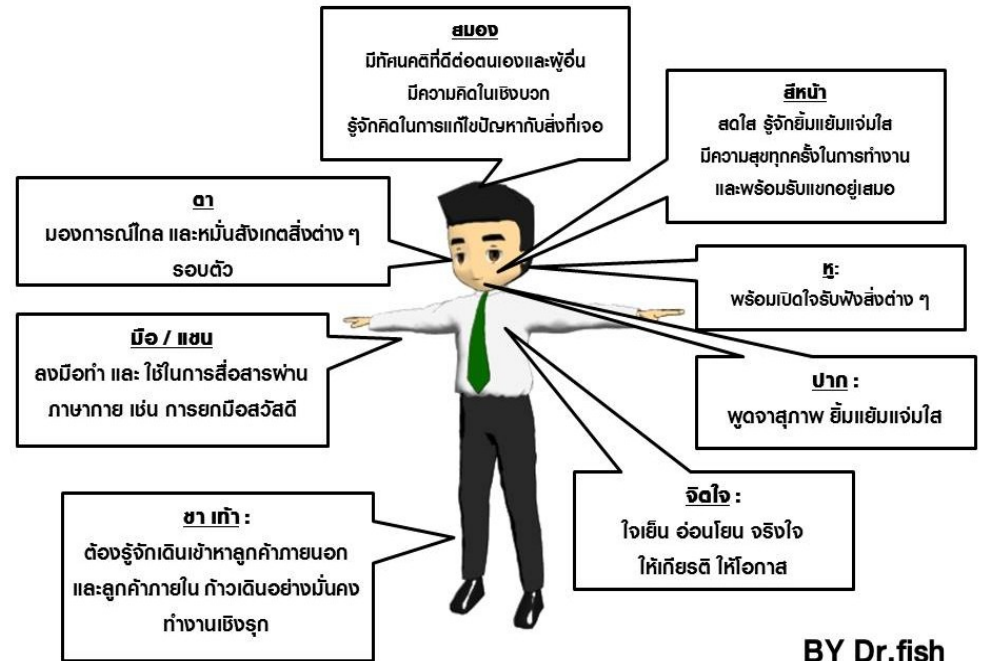 สมอง
มีทัศนคติที่ดีต่อตนเองและผู้อื่น
มีความคิดในเชิงบวก
รู้จักคิดในการแก้ไขปัญหากับสิ่งที่เจอ
สีหน้า
สดใส รู้จักยิ้มแย้มแจ่มใส
มีความสุขทุกครั้งในการทำงาน
และพร้อมรับแขกอยู่เสมอ
ตา
มองการณ์ไกล และหมั่นสังเกตสิ่งต่าง ๆ
รอบตัว
หู:
พร้อมเปิดใจรับฟังสิ่งต่าง ๆ
มือ / แขน
ลงมือทำ และ ใช้ในการสื่อสารผ่าน
ภาษากาย เช่น การยกมือสวัสดี
ปาก :
พูดจาสุภาพ ยิ้มแย้มแจ่มใส
จิตใจ :
ใจเย็น อ่อนโยน จริงใจ
ให้เกียรติ ให้โอกาส
ขา เท้า :
ต้องรู้จักเดินเข้าหาลูกค้าภายนอก
และลูกค้าภายใน ก้าวเดินอย่างมั่นคง
ทำงานเชิงรุก
BY Dr.fish